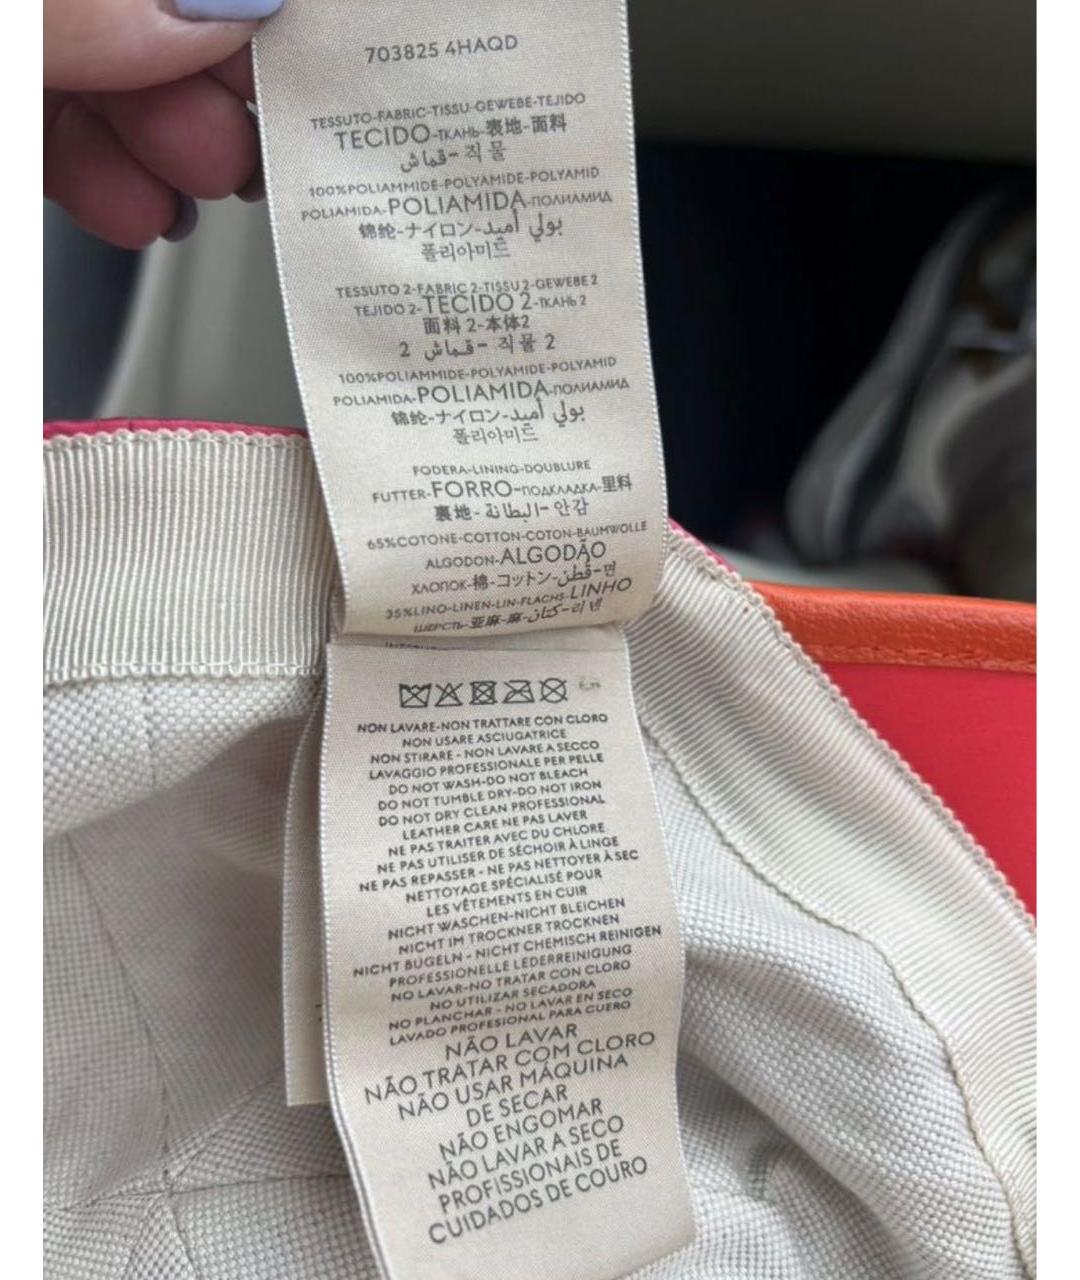 703825 4HAQD
TESSUTO-FABRIC-TISSU-GEWEBE-TEJIDO
TECIDO-ТКАНЬ-表地-面料
قماش-직물
100%POLIAMMIDE-POLYAMIDE-POLYAMID
POLIAMIDA-POLIAMIDA-ПОЛИАМИД
锦纶-ナイロン-بولي أميد
폴리아미드
TESSUTO 2-FABRIC 2-TISSU 2-GEWEBE 2
TEJIDO 2-TECIDO 2-ТКАНЬ 2
面料 2-本体2
2 قماش-직물 2
100%POLIAMMIDE-POLYAMIDE-POLYAMID
POLIAMIDA-POLIAMIDA-ПОЛИАМИД
锦纶-ナイロン-بولي أميد
폴리아미드
FODERA-LINING-DOUBLURE
FUTTER-FORRO-ПОДКЛАДКА-里料
裏地-البطانة-안감
65%COTONE-COTTON-COTON-BAUMWOLLE
ALGODON-ALGODÃO
ХЛОПОК-棉-コットン-قطن-면
35%LINO-LINEN-LIN-FLACHS-LINHO
ШЕРСТЬ-亚麻-麻-كتان-리넨
NON LAVARE-NON TRATTARE CON CLORO
NON USARE ASCIUGATRICE
NON STIRARE - NON LAVARE A SECCO
LAVAGGIO PROFESSIONALE PER PELLE
DO NOT WASH-DO NOT BLEACH
DO NOT TUMBLE DRY-DO NOT IRON
DO NOT DRY CLEAN PROFESSIONAL
LEATHER CARE NE PAS LAVER
NE PAS TRAITER AVEC DU CHLORE
NE PAS UTILISER DE SÉCHOIR À LINGE
NE PAS REPASSER - NE PAS NETTOYER À SEC
NETTOYAGE SPÉCIALISÉ POUR
LES VÊTEMENTS EN CUIR
NICHT WASCHEN-NICHT BLEICHEN
NICHT IM TROCKNER TROCKNEN
NICHT BÜGELN - NICHT CHEMISCH REINIGEN
PROFESSIONELLE LEDERREINIGUNG
NO LAVAR-NO TRATAR CON CLORO
NO UTILIZAR SECADORA
NO PLANCHAR - NO LAVAR EN SECO
LAVADO PROFESIONAL PARA CUERO
NÃO LAVAR
NÃO TRATAR COM CLORO
NÃO USAR MÁQUINA
DE SECAR
NÃO ENGOMAR
NÃO LAVAR A SECO
PROFISSIONAIS DE
CUIDADOS DE COURO